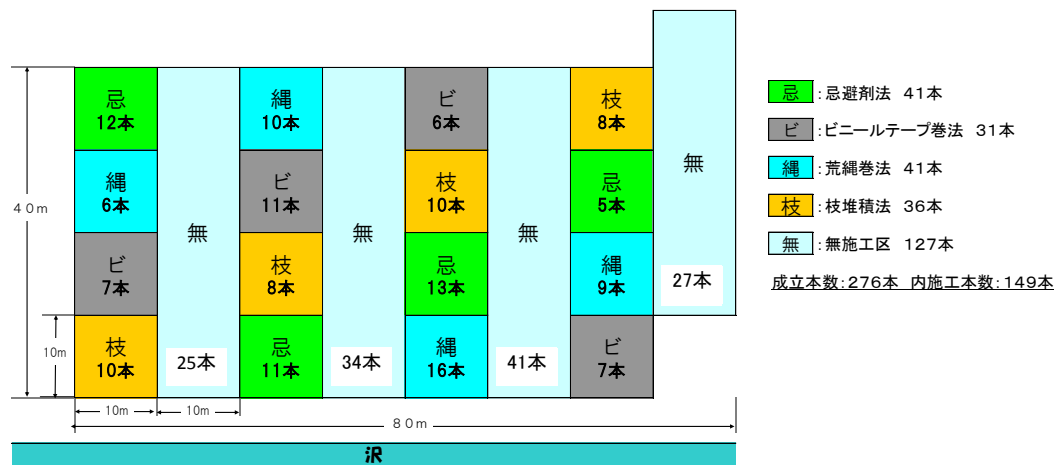 忌
12本
縄
6本
ビ
7本
枝
10本
無
25本
縄
10本
ビ
11本
枝
8本
忌
11本
無
34本
ビ
6本
枝
10本
忌
13本
縄
16本
無
41本
枝
8本
忌
5本
縄
9本
ビ
7本
無
27本
40m
10m
10m
10m
80m
沢
忌:忌避剤法 41本
ビ:ビニールテープ巻法 31本
縄:荒縄巻法 41本
枝:枝堆積法 36本
無:無施工区 127本
成立本数:276本 内施工本数:149本